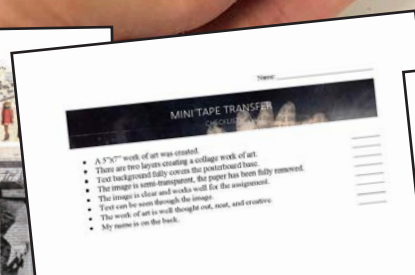 Name:
MINI TAPE TRANSFER
CHECKLIST
• A 5"X7" work of art was created.
• There are two layers creating a collage work of art.
• Text background fully covers the posterboard base.
• The image is semi-transparent, the paper has been fully removed.
• The image is clear and works well for the assignment.
• Text can be seen through the image.
• The work of art is well thought out, neat, and creative.
• My name is on the back.